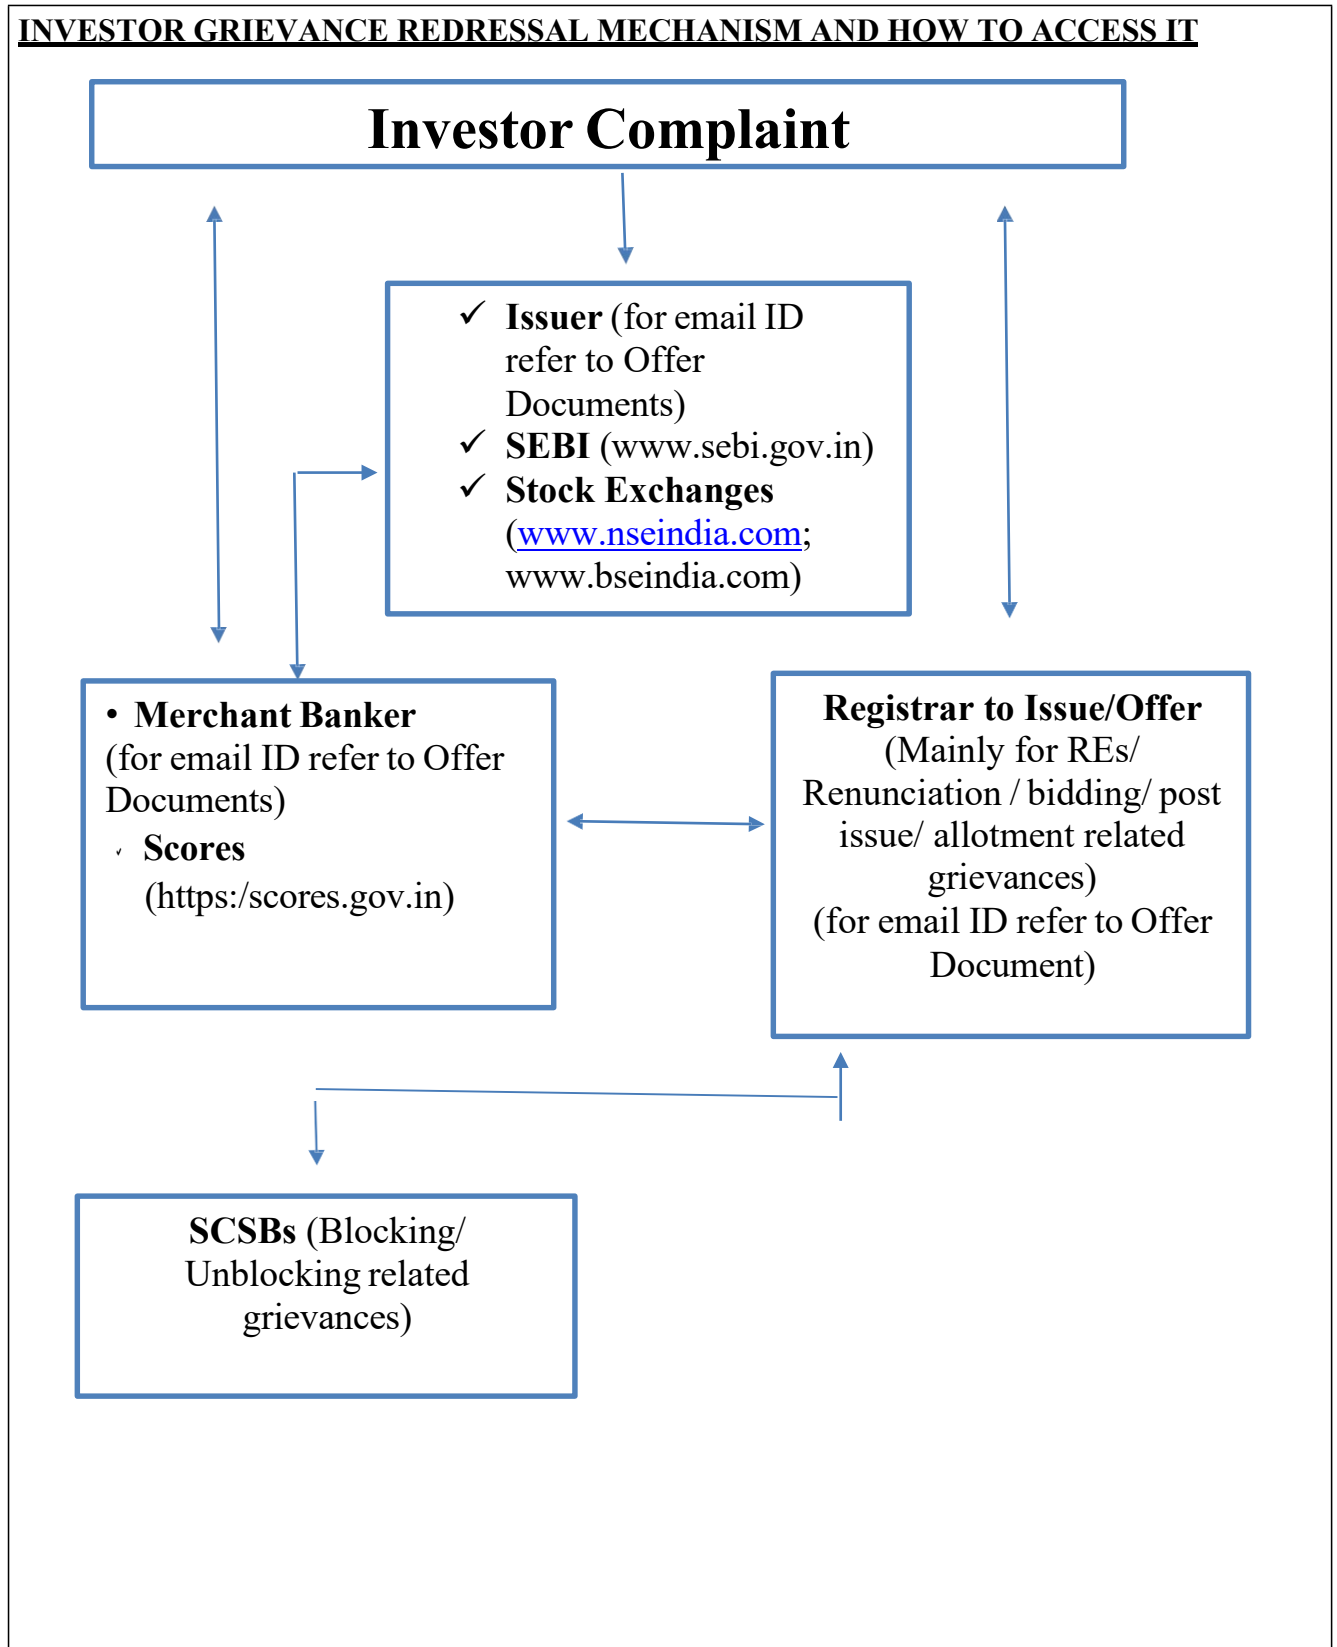 INVESTOR GRIEVANCE REDRESSAL MECHANISM AND HOW TO ACCESS IT
Investor Complaint
✓ Issuer (for email ID
refer to Offer
Documents)
✓ SEBI (www.sebi.gov.in)
✓ Stock Exchanges
(www.nseindia.com;
www.bseindia.com)
• Merchant Banker
(for email ID refer to Offer
Documents)
✓ Scores
(https:/scores.gov.in)
Registrar to Issue/Offer
(Mainly for REs/
Renunciation / bidding/ post
issue/ allotment related
grievances)
(for email ID refer to Offer
Document)
SCSBs (Blocking/
Unblocking related
grievances)